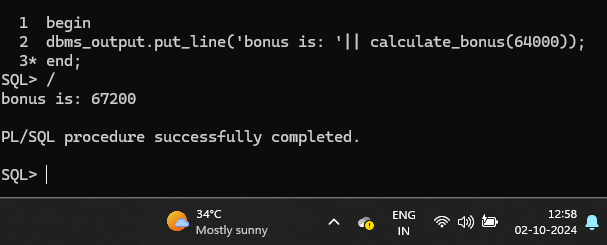 1 begin
2 dbms_output.put_line('bonus is: '|| calculate_bonus(64000));
3* end;
SQL> /
bonus is: 67200
PL/SQL procedure successfully completed.
SQL>
34°C
Mostly sunny
ENG
IN
12:58
02-10-2024